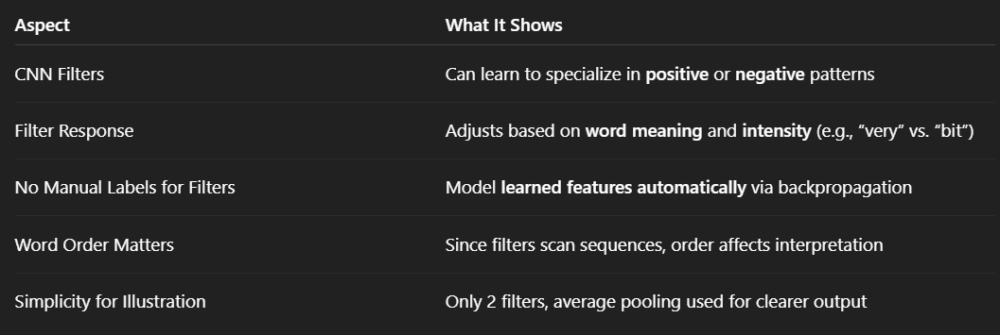 Aspect What It Shows
CNN Filters Can learn to specialize in positive or negative patterns
Filter Response Adjusts based on word meaning and intensity (e.g., “very” vs. “bit”)
No Manual Labels for Filters Model learned features automatically via backpropagation
Word Order Matters Since filters scan sequences, order affects interpretation
Simplicity for Illustration Only 2 filters, average pooling used for clearer output